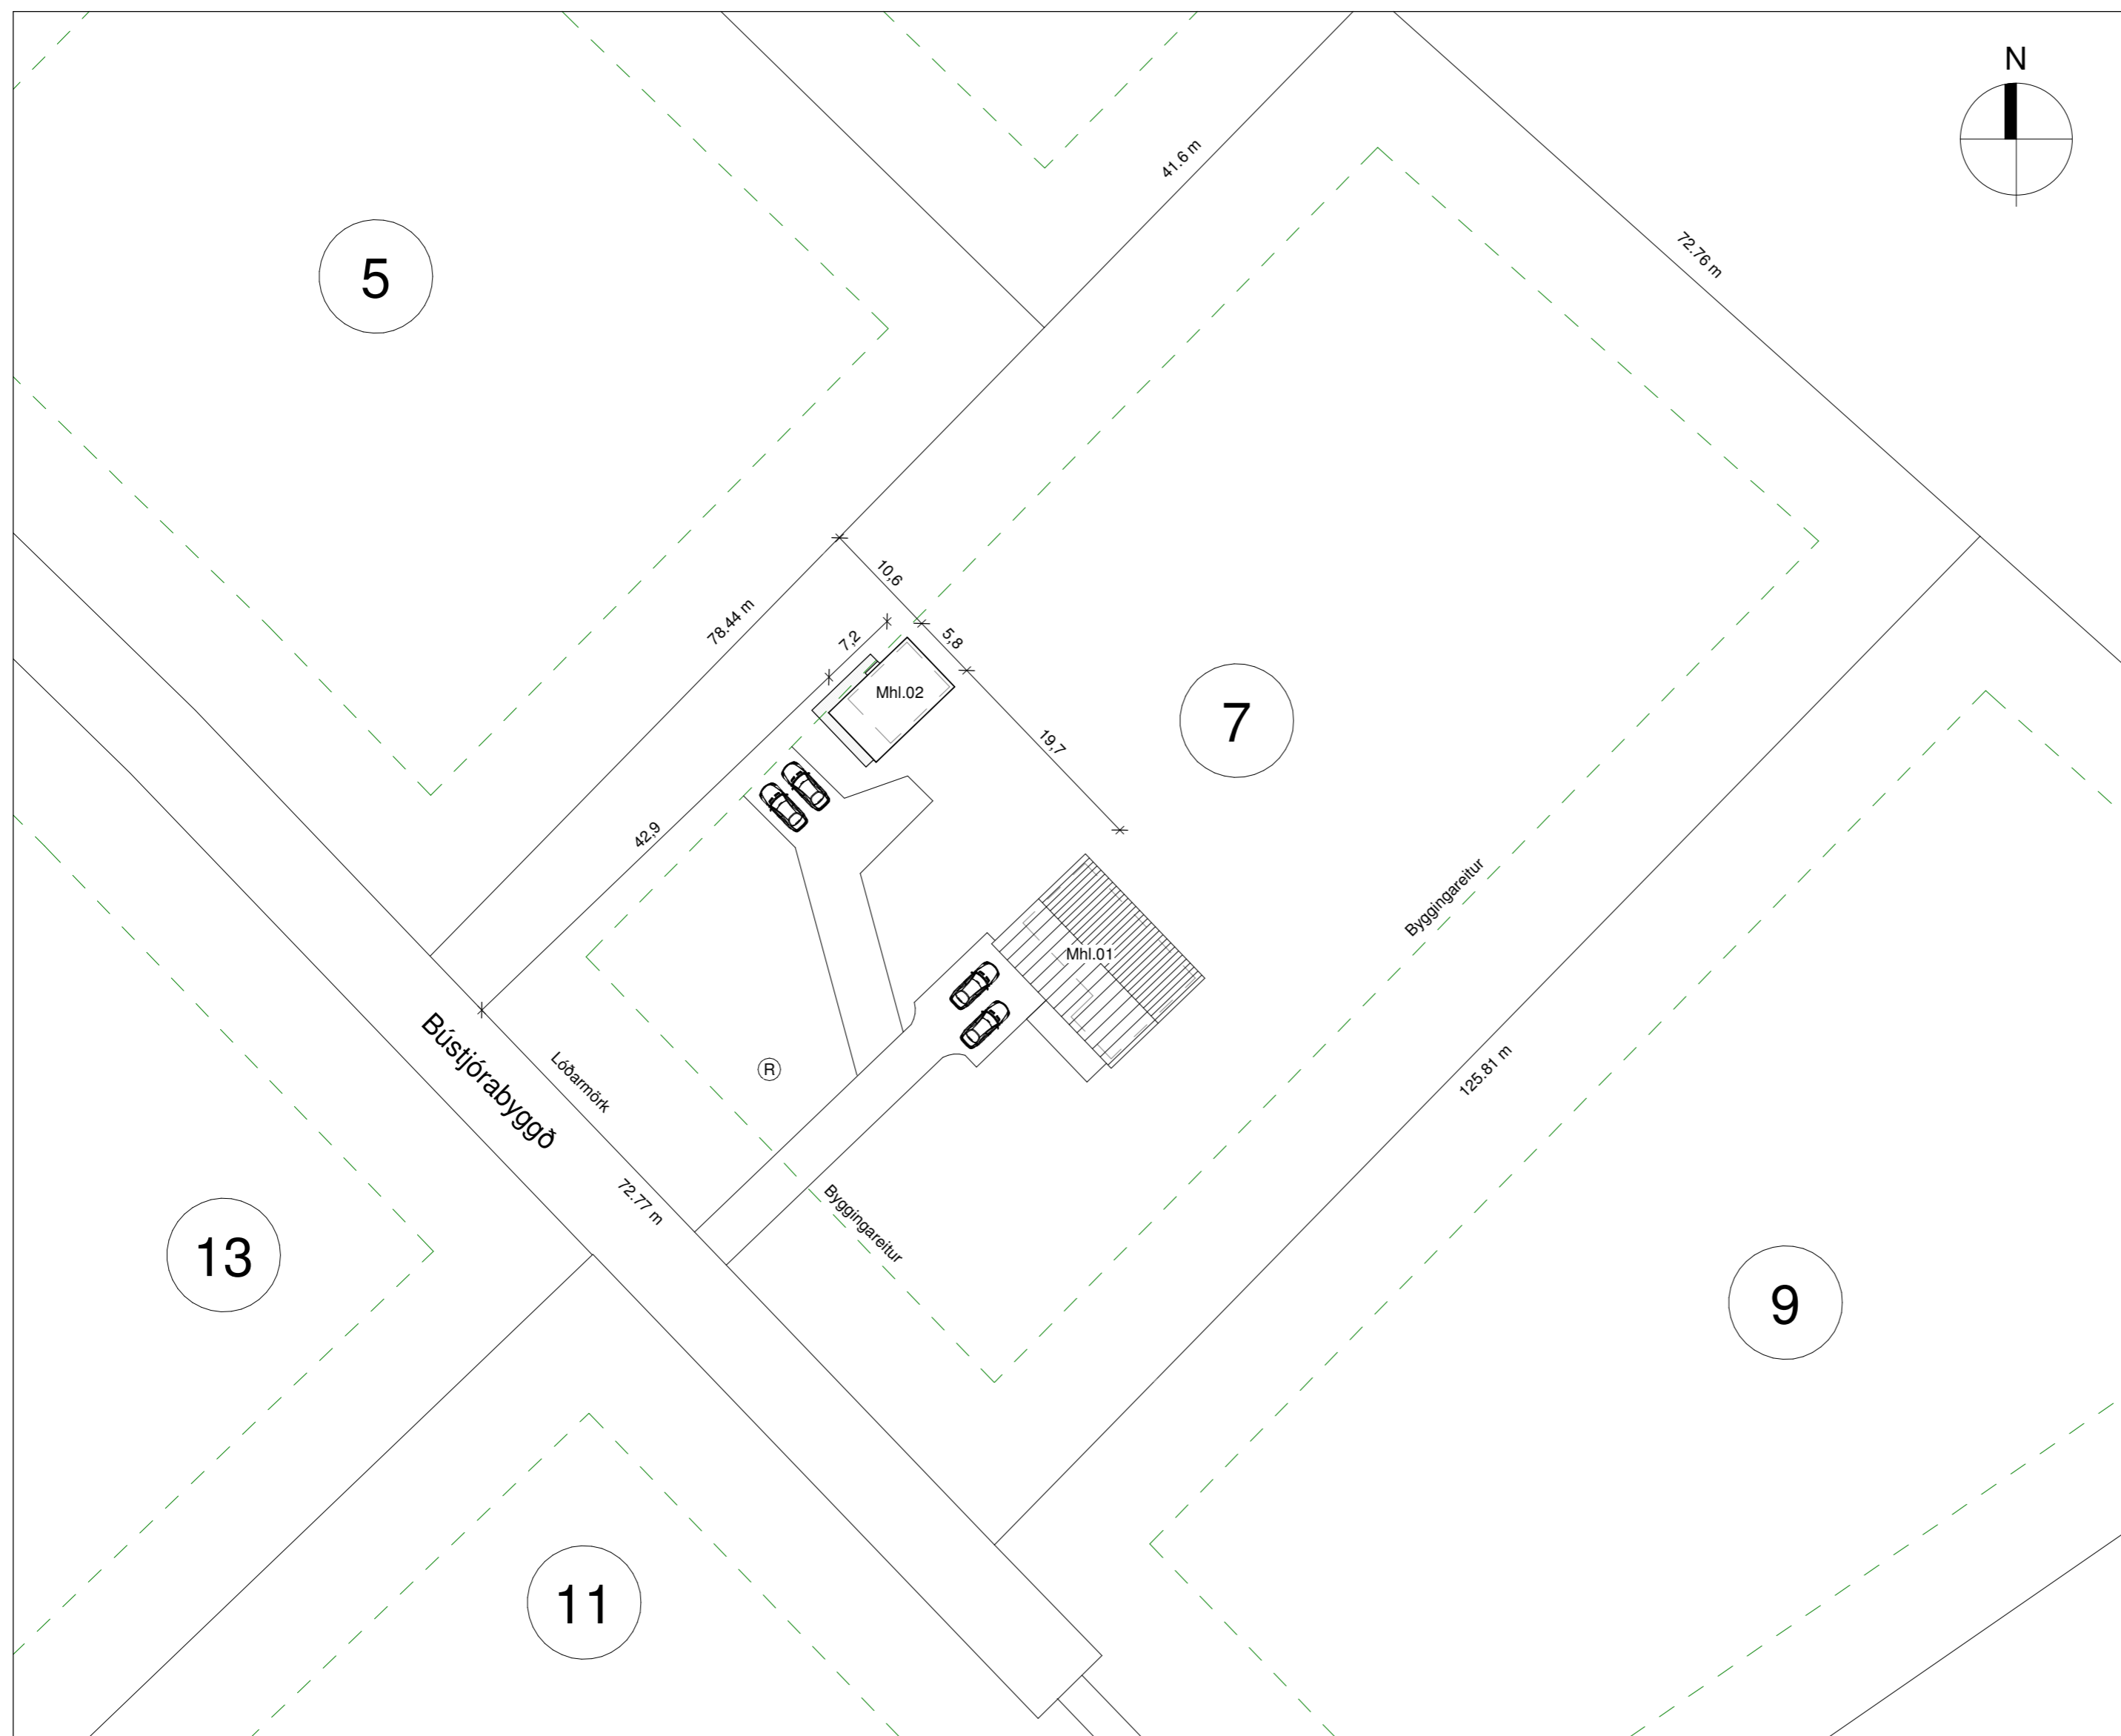 N
41.6 m
5
72.76 m
10,6
78.44 m
7,2
5,8
Mhl.02
7
19,7
42,9
Byggingareitur
Mhl.01
Bústjórabyggð
Lóðarmörk
R
125.81 m
72.77 m
Byggingareitur
13
9
11